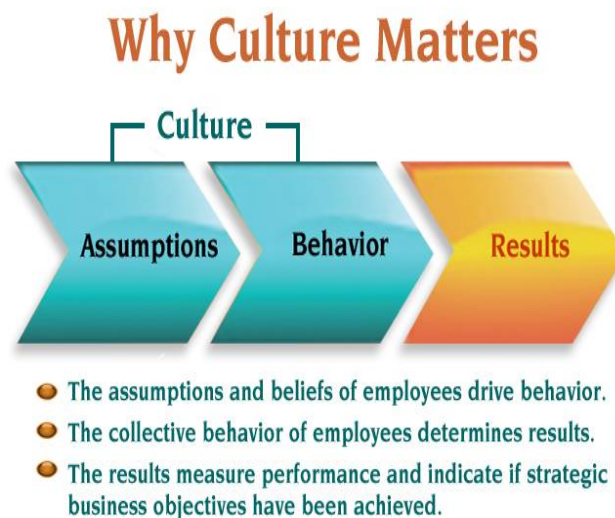 Why Culture Matters
Culture
Assumptions
Behavior
Results
The assumptions and beliefs of employees drive behavior.
The collective behavior of employees determines results.
The results measure performance and indicate if strategic
business objectives have been achieved.